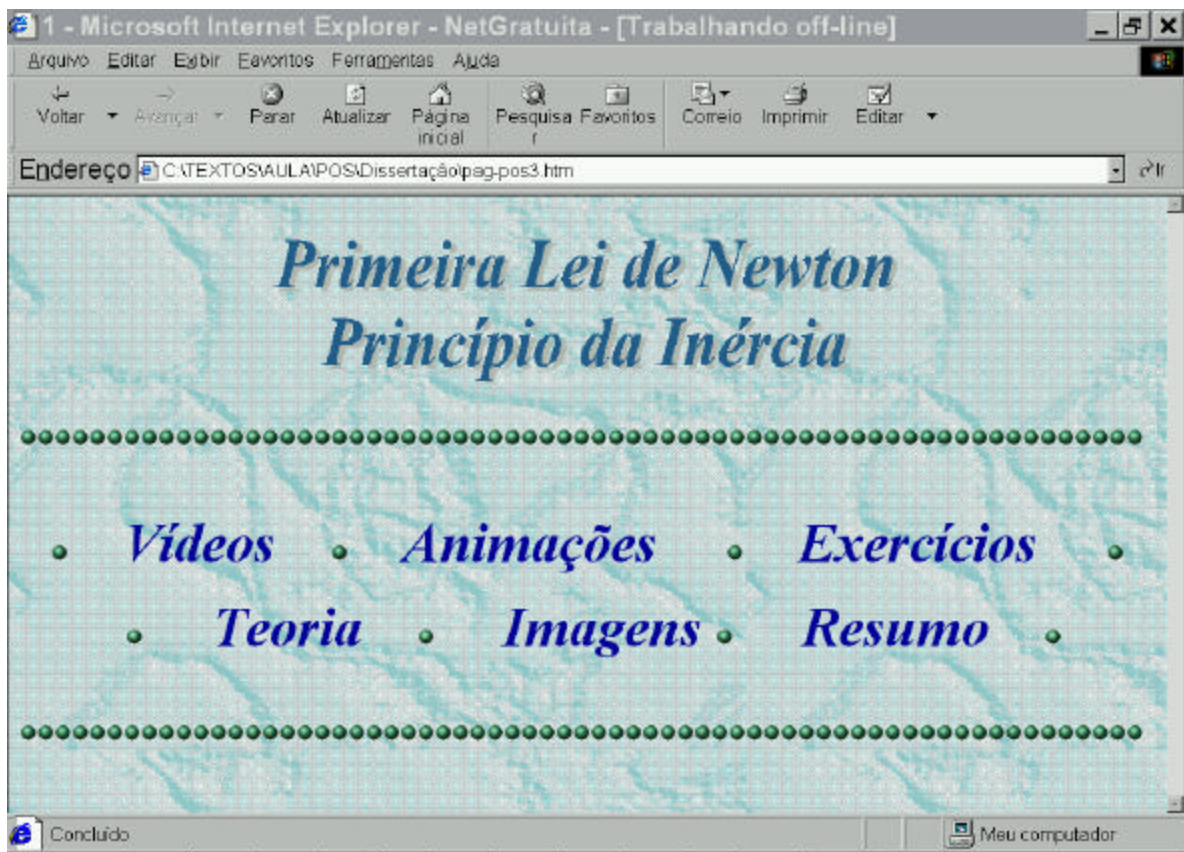 1 - Microsoft Internet Explorer - NetGratuita - [Trabalhando off-line]
Arquivo Editar Exibir Favoritos Ferramentas Ajuda
Voltar Avançar Parar Atualizar Página inicial Pesquisar Favoritos Correio Imprimir Editar
Endereço C:\TEXTOS\AULA\POS\Dissertação\pag-pos3.htm Ir
Primeira Lei de Newton
Princípio da Inércia
Vídeos Animações Exercícios
Teoria Imagens Resumo
Concluído Meu computador